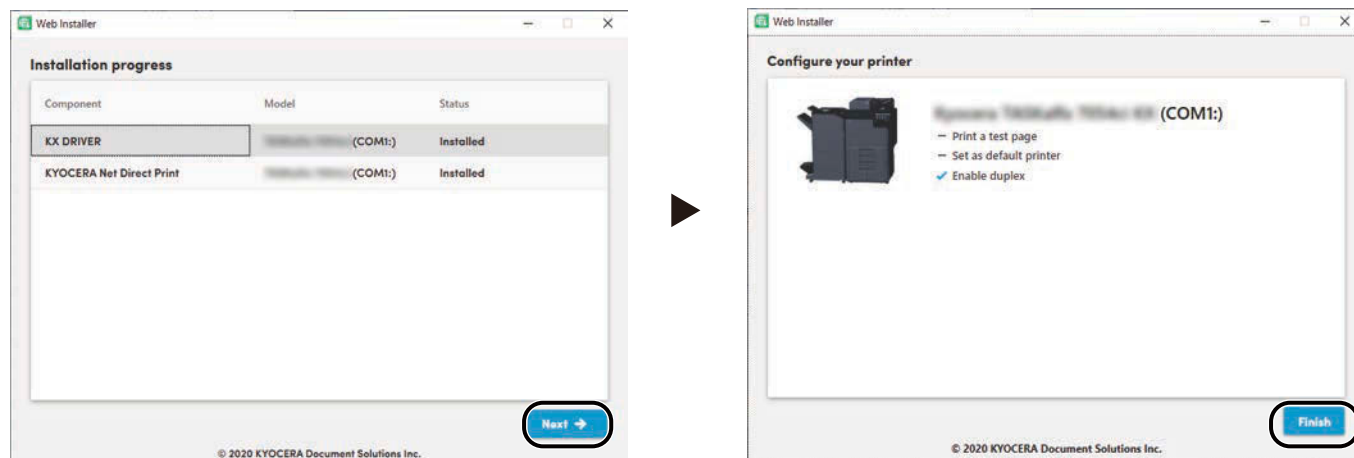 Web Installer
Installation progress
Component Model Status
KX DRIVER (COM1:) Installed
KYOCERA Net Direct Print (COM1:) Installed
Next →
© 2020 KYOCERA Document Solutions Inc.
Web Installer
Configure your printer
(COM1:)
– Print a test page
– Set as default printer
✓ Enable duplex
Finish
© 2020 KYOCERA Document Solutions Inc.